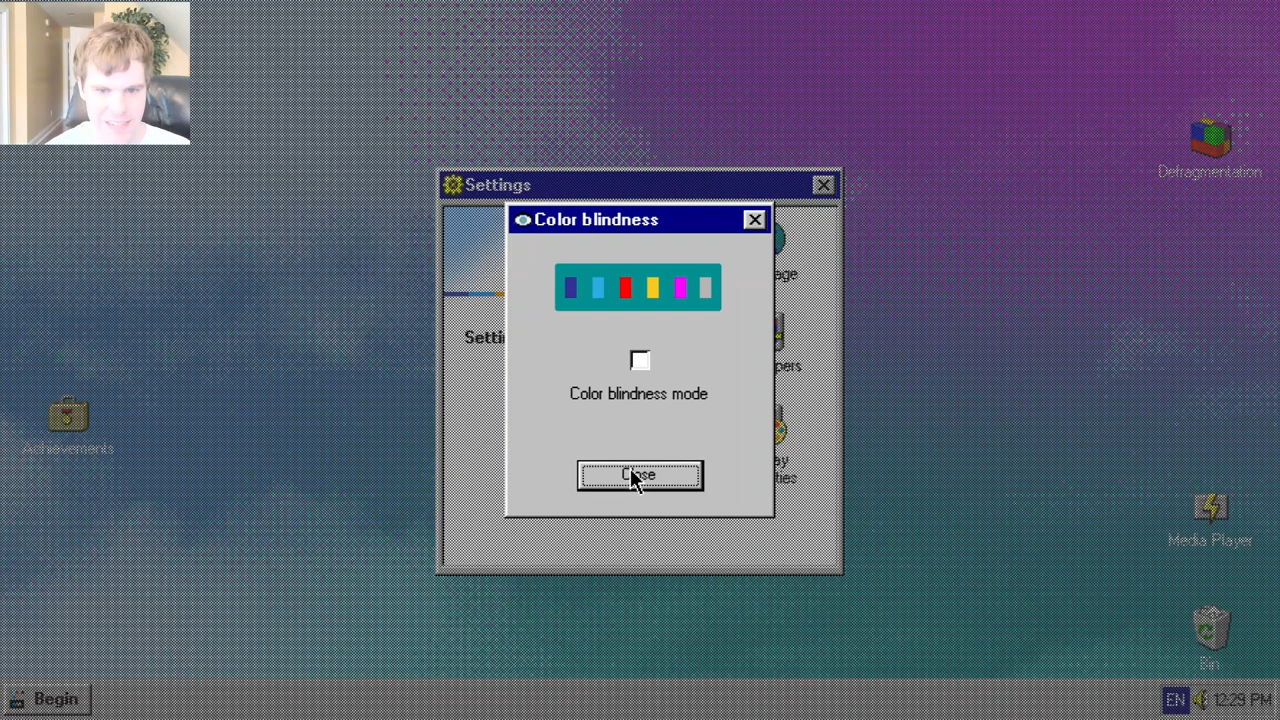 Defragmentation
Settings
Color blindness
Setti
age
pers
Color blindness mode
Achievements
ay
ties
Close
Media Player
Bin
Begin
EN
12:29 PM